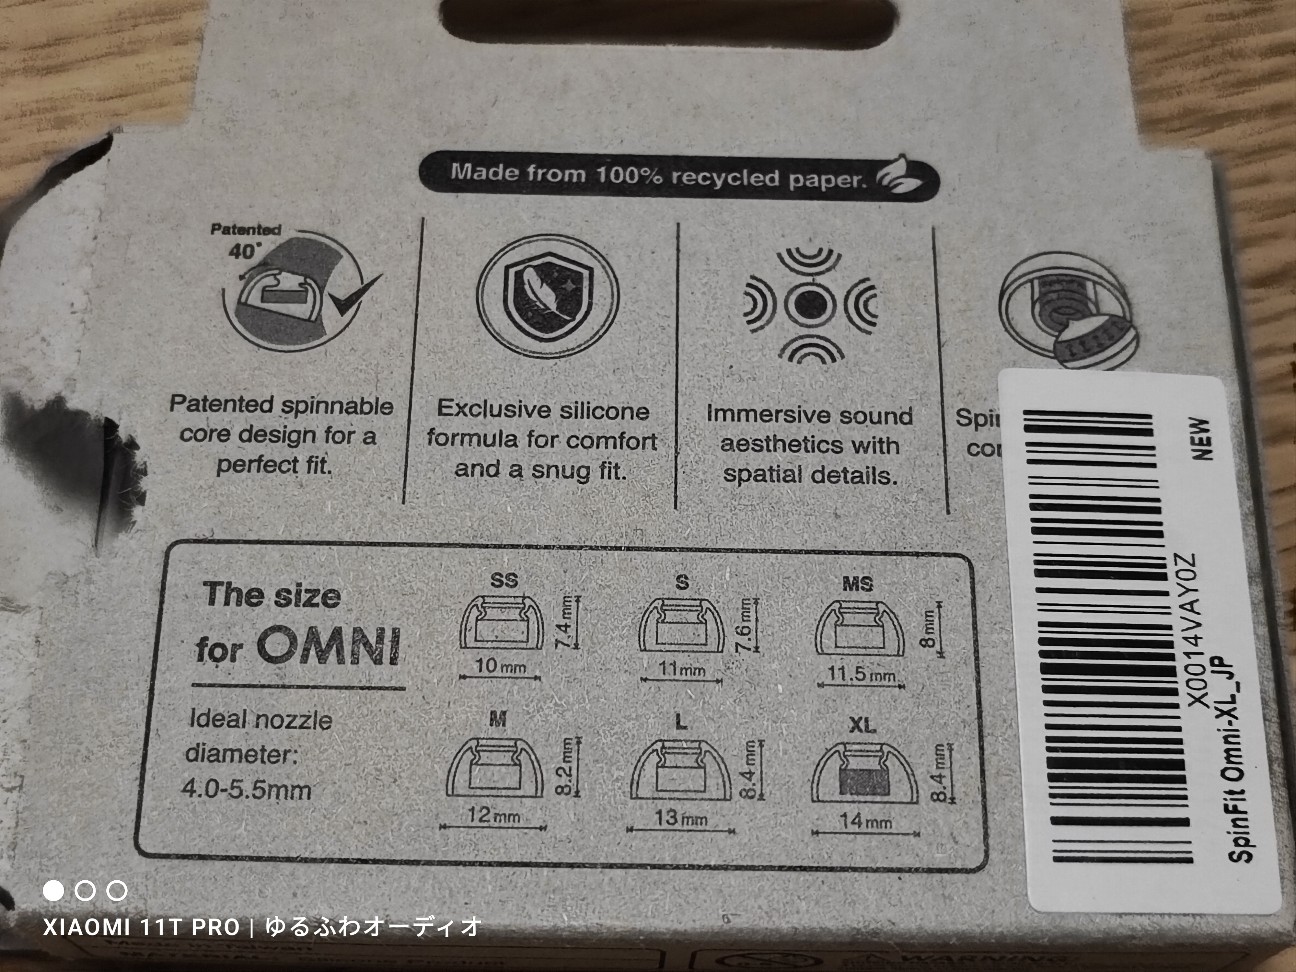 Made from 100% recycled paper.
Patented
40°
Patented spinnable
core design for a
perfect fit.
Exclusive silicone
formula for comfort
and a snug fit.
Immersive sound
aesthetics with
spatial details.
The size
for OMNI
Ideal nozzle
diameter:
4.0-5.5mm
SS
7.4mm
10mm
S
7.6mm
11mm
MS
8mm
11.5mm
M
8.2mm
12mm
L
8.4mm
13mm
XL
8.4mm
14mm
NEW
X0014VAY0Z
SpinFit Omni-XL_JP
XIAOMI 11T PRO | ゆるふわオーディオ
Made in Taiwan
WARNING